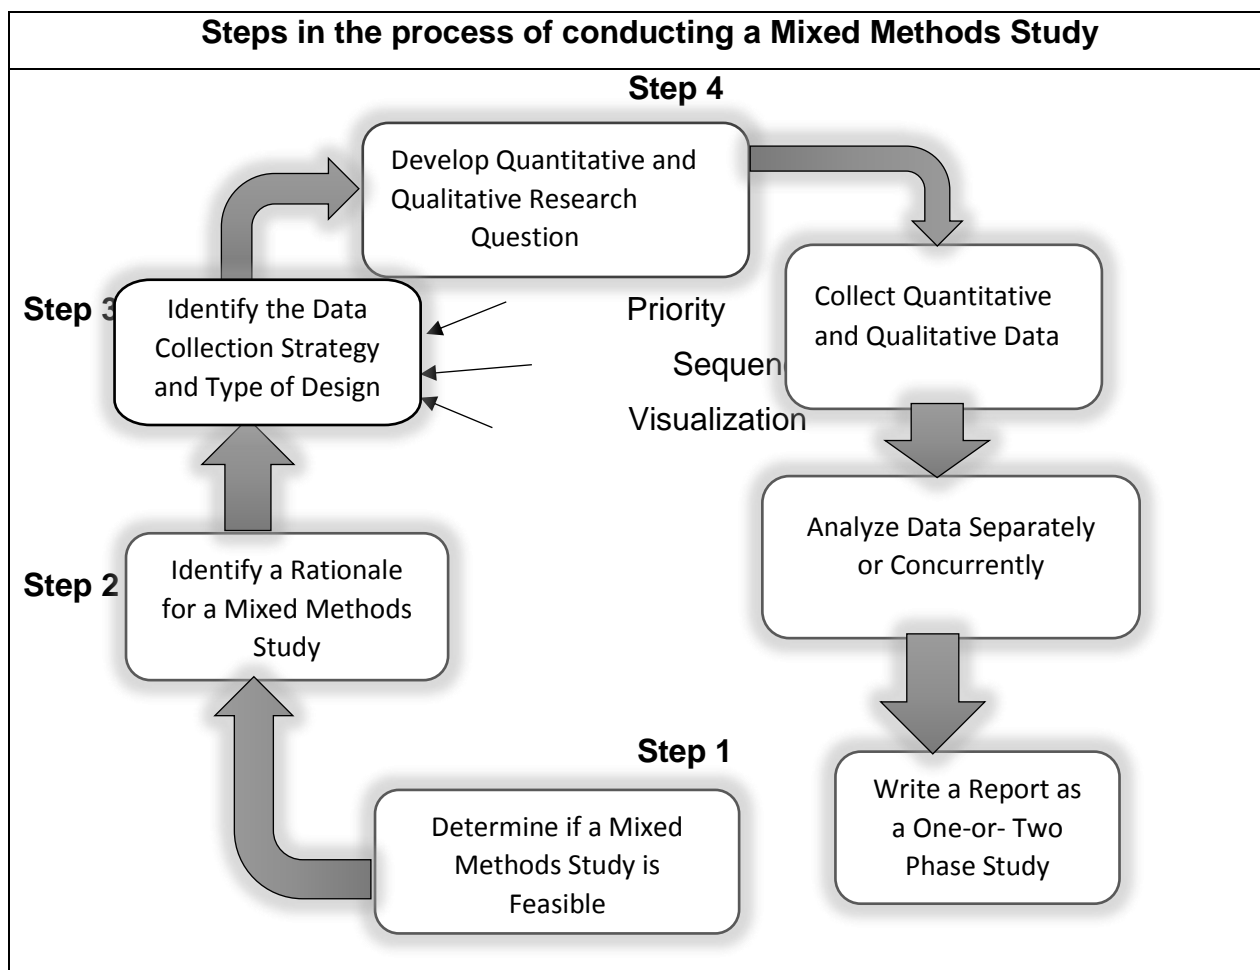 Steps in the process of conducting a Mixed Methods Study
Step 4
Develop Quantitative and
Qualitative Research
Question
Step 3
Identify the Data
Collection Strategy
and Type of Design
Priority
Sequen
Visualization
Collect Quantitative
and Qualitative Data
Analyze Data Separately
or Concurrently
Step 2
Identify a Rationale
for a Mixed Methods
Study
Step 1
Determine if a Mixed
Methods Study is
Feasible
Write a Report as
a One-or- Two
Phase Study